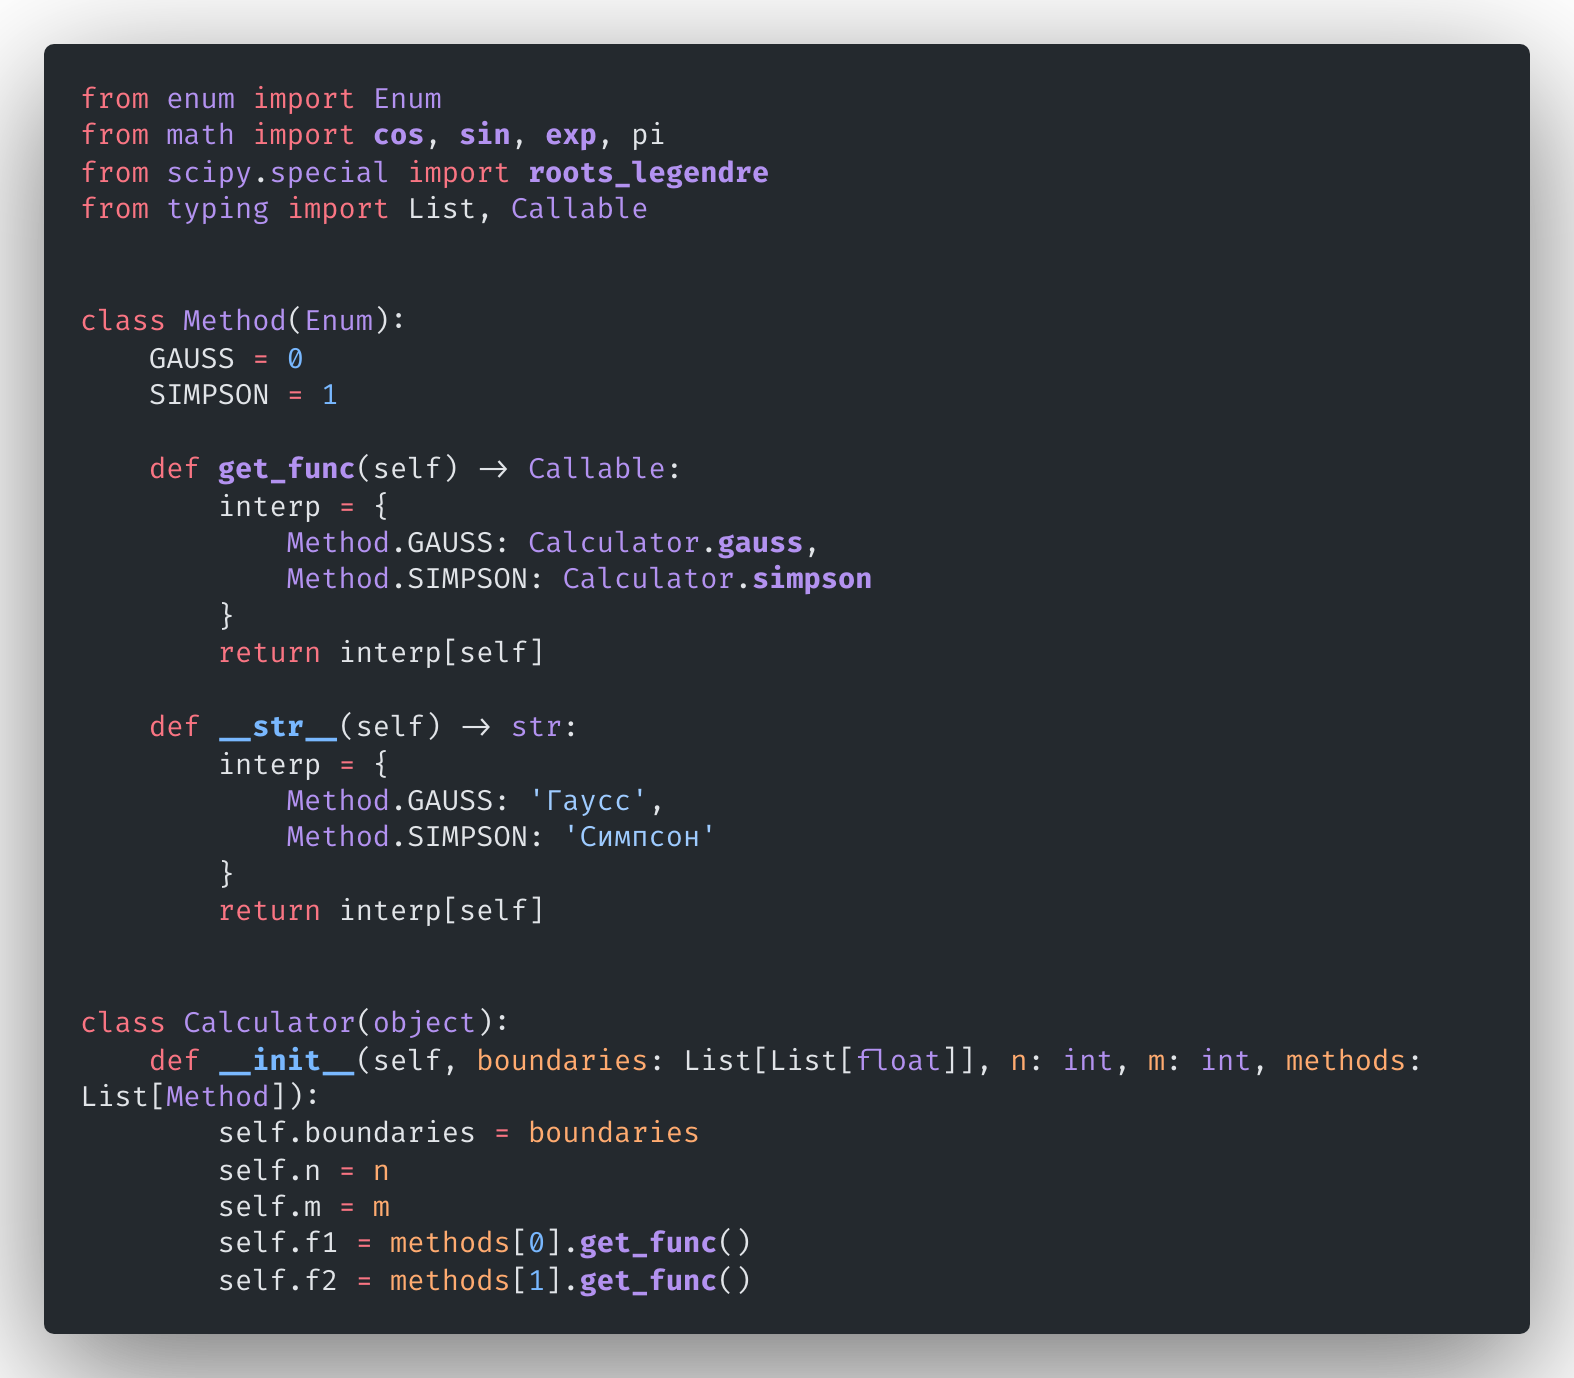 from enum import Enum
from math import cos, sin, exp, pi
from scipy.special import roots_legendre
from typing import List, Callable
class Method(Enum):
    GAUSS = 0
    SIMPSON = 1
    def get_func(self) -> Callable:
        interp = {
            Method.GAUSS: Calculator.gauss,
            Method.SIMPSON: Calculator.simpson
        }
        return interp[self]
    def __str__(self) -> str:
        interp = {
            Method.GAUSS: 'Гаусс',
            Method.SIMPSON: 'Симпсон'
        }
        return interp[self]
class Calculator(object):
    def __init__(self, boundaries: List[List[float]], n: int, m: int, methods:
List[Method]):
        self.boundaries = boundaries
        self.n = n
        self.m = m
        self.f1 = methods[0].get_func()
        self.f2 = methods[1].get_func()